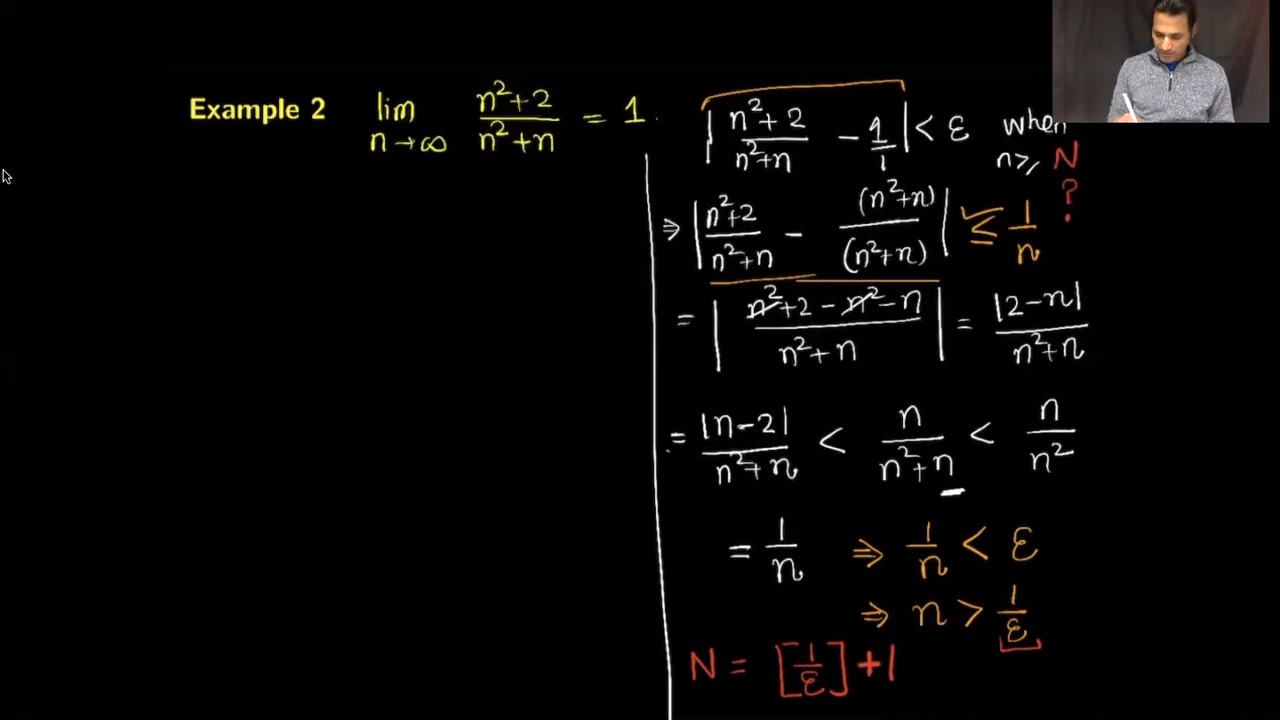 Example 2 lim n→∞ (n²+2)/(n²+n) = 1.
|(n²+2)/(n²+n) − 1/1| < ε when n ≥ N ?
⇒ |(n²+2)/(n²+n) − (n²+n)/(n²+n)| ≤ 1/n
= |(n²+2−n²−n)/(n²+n)| = |2−n|/(n²+n)
= |n−2|/(n²+n) < n/(n²+n) < n/n²
= 1/n ⇒ 1/n < ε
⇒ n > 1/ε
N = [1/ε] + 1